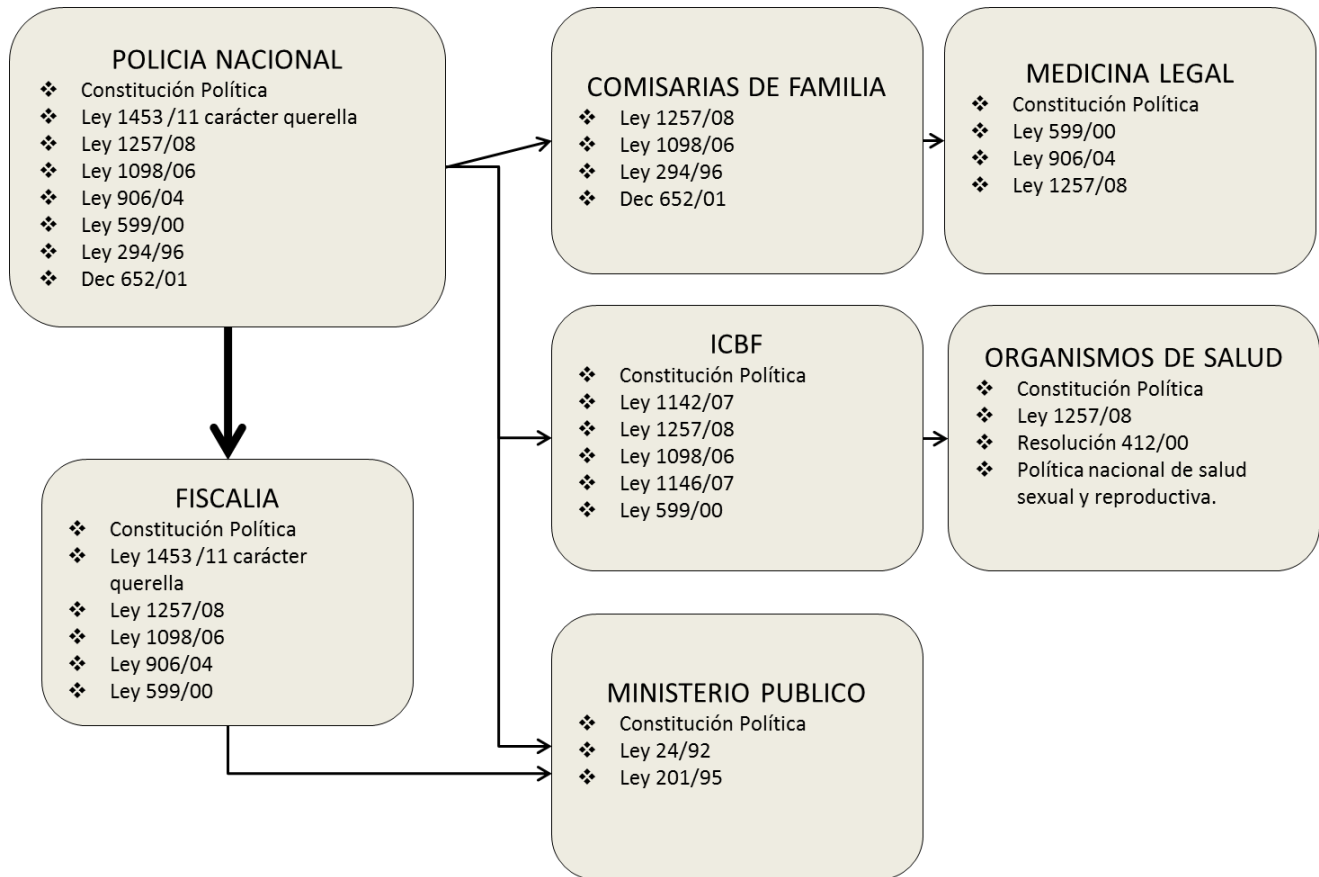 POLICIA NACIONAL
❖ Constitución Política
❖ Ley 1453 /11 carácter querella
❖ Ley 1257/08
❖ Ley 1098/06
❖ Ley 906/04
❖ Ley 599/00
❖ Ley 294/96
❖ Dec 652/01
COMISARIAS DE FAMILIA
❖ Ley 1257/08
❖ Ley 1098/06
❖ Ley 294/96
❖ Dec 652/01
MEDICINA LEGAL
❖ Constitución Política
❖ Ley 599/00
❖ Ley 906/04
❖ Ley 1257/08
ICBF
❖ Constitución Política
❖ Ley 1142/07
❖ Ley 1257/08
❖ Ley 1098/06
❖ Ley 1146/07
❖ Ley 599/00
ORGANISMOS DE SALUD
❖ Constitución Política
❖ Ley 1257/08
❖ Resolución 412/00
❖ Política nacional de salud
sexual y reproductiva.
FISCALIA
❖ Constitución Política
❖ Ley 1453 /11 carácter
querella
❖ Ley 1257/08
❖ Ley 1098/06
❖ Ley 906/04
❖ Ley 599/00
MINISTERIO PUBLICO
❖ Constitución Política
❖ Ley 24/92
❖ Ley 201/95